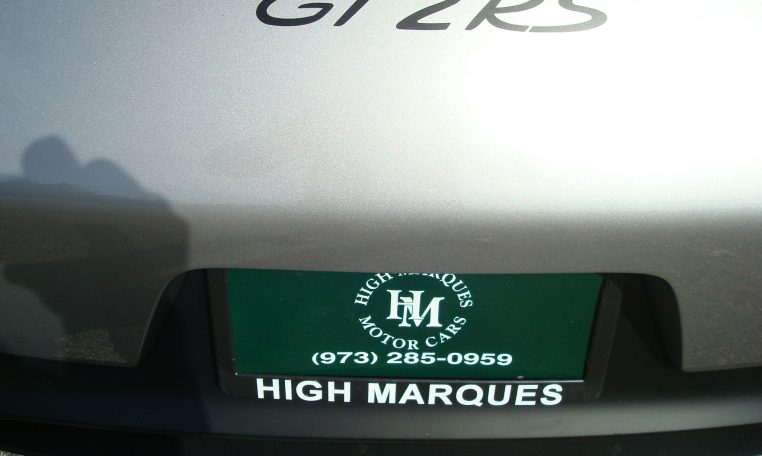 GT2RS
HIGH MARQUES
HM
MOTOR CARS
(973) 285-0959
HIGH MARQUES